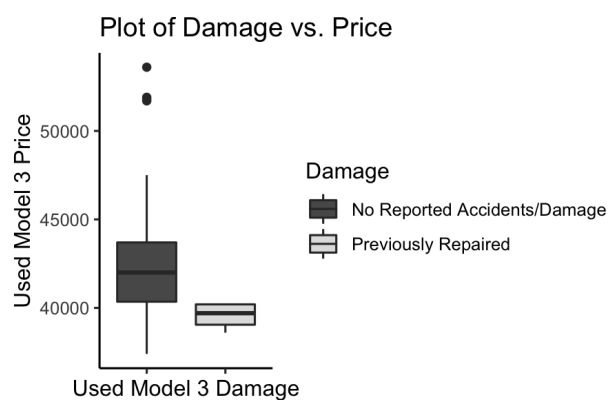 Plot of Damage vs. Price
Used Model 3 Price
50000
45000
40000
Used Model 3 Damage
Damage
No Reported Accidents/Damage
Previously Repaired